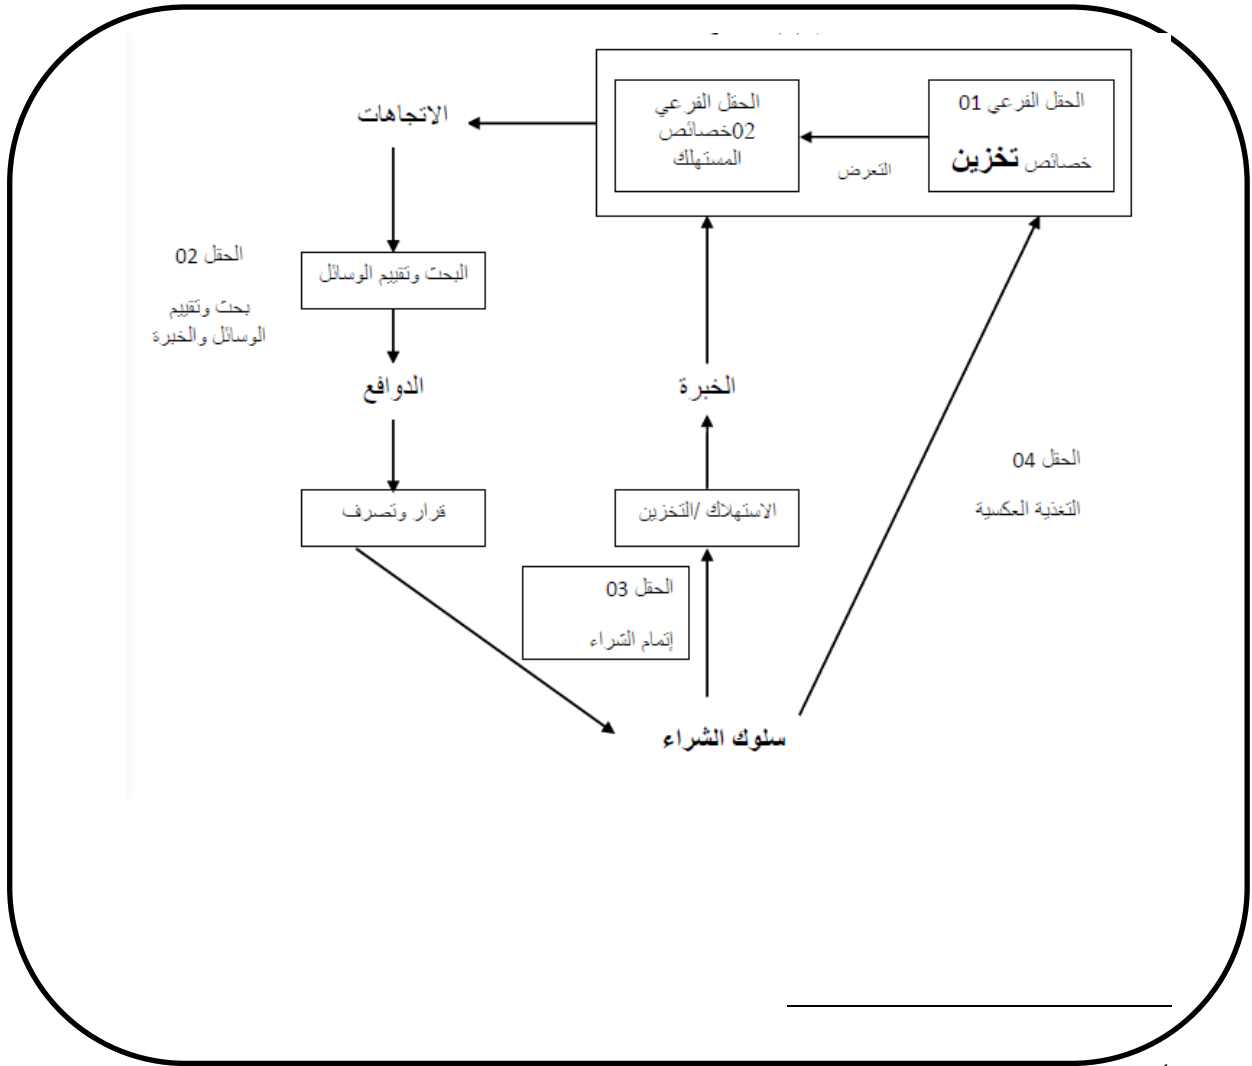 الحقل الفرعي 01
خصائص تخزين
التعرض
الحقل الفرعي
02خصائص
المستهلك
الاتجاهات
الحقل 02
بحث وتقييم
الوسائل والخبرة
البحث وتقييم الوسائل
الدوافع
الخبرة
الحقل 04
التغذية العكسية
قرار وتصرف
الاستهلاك /التخزين
الحقل 03
إتمام الشراء
سلوك الشراء